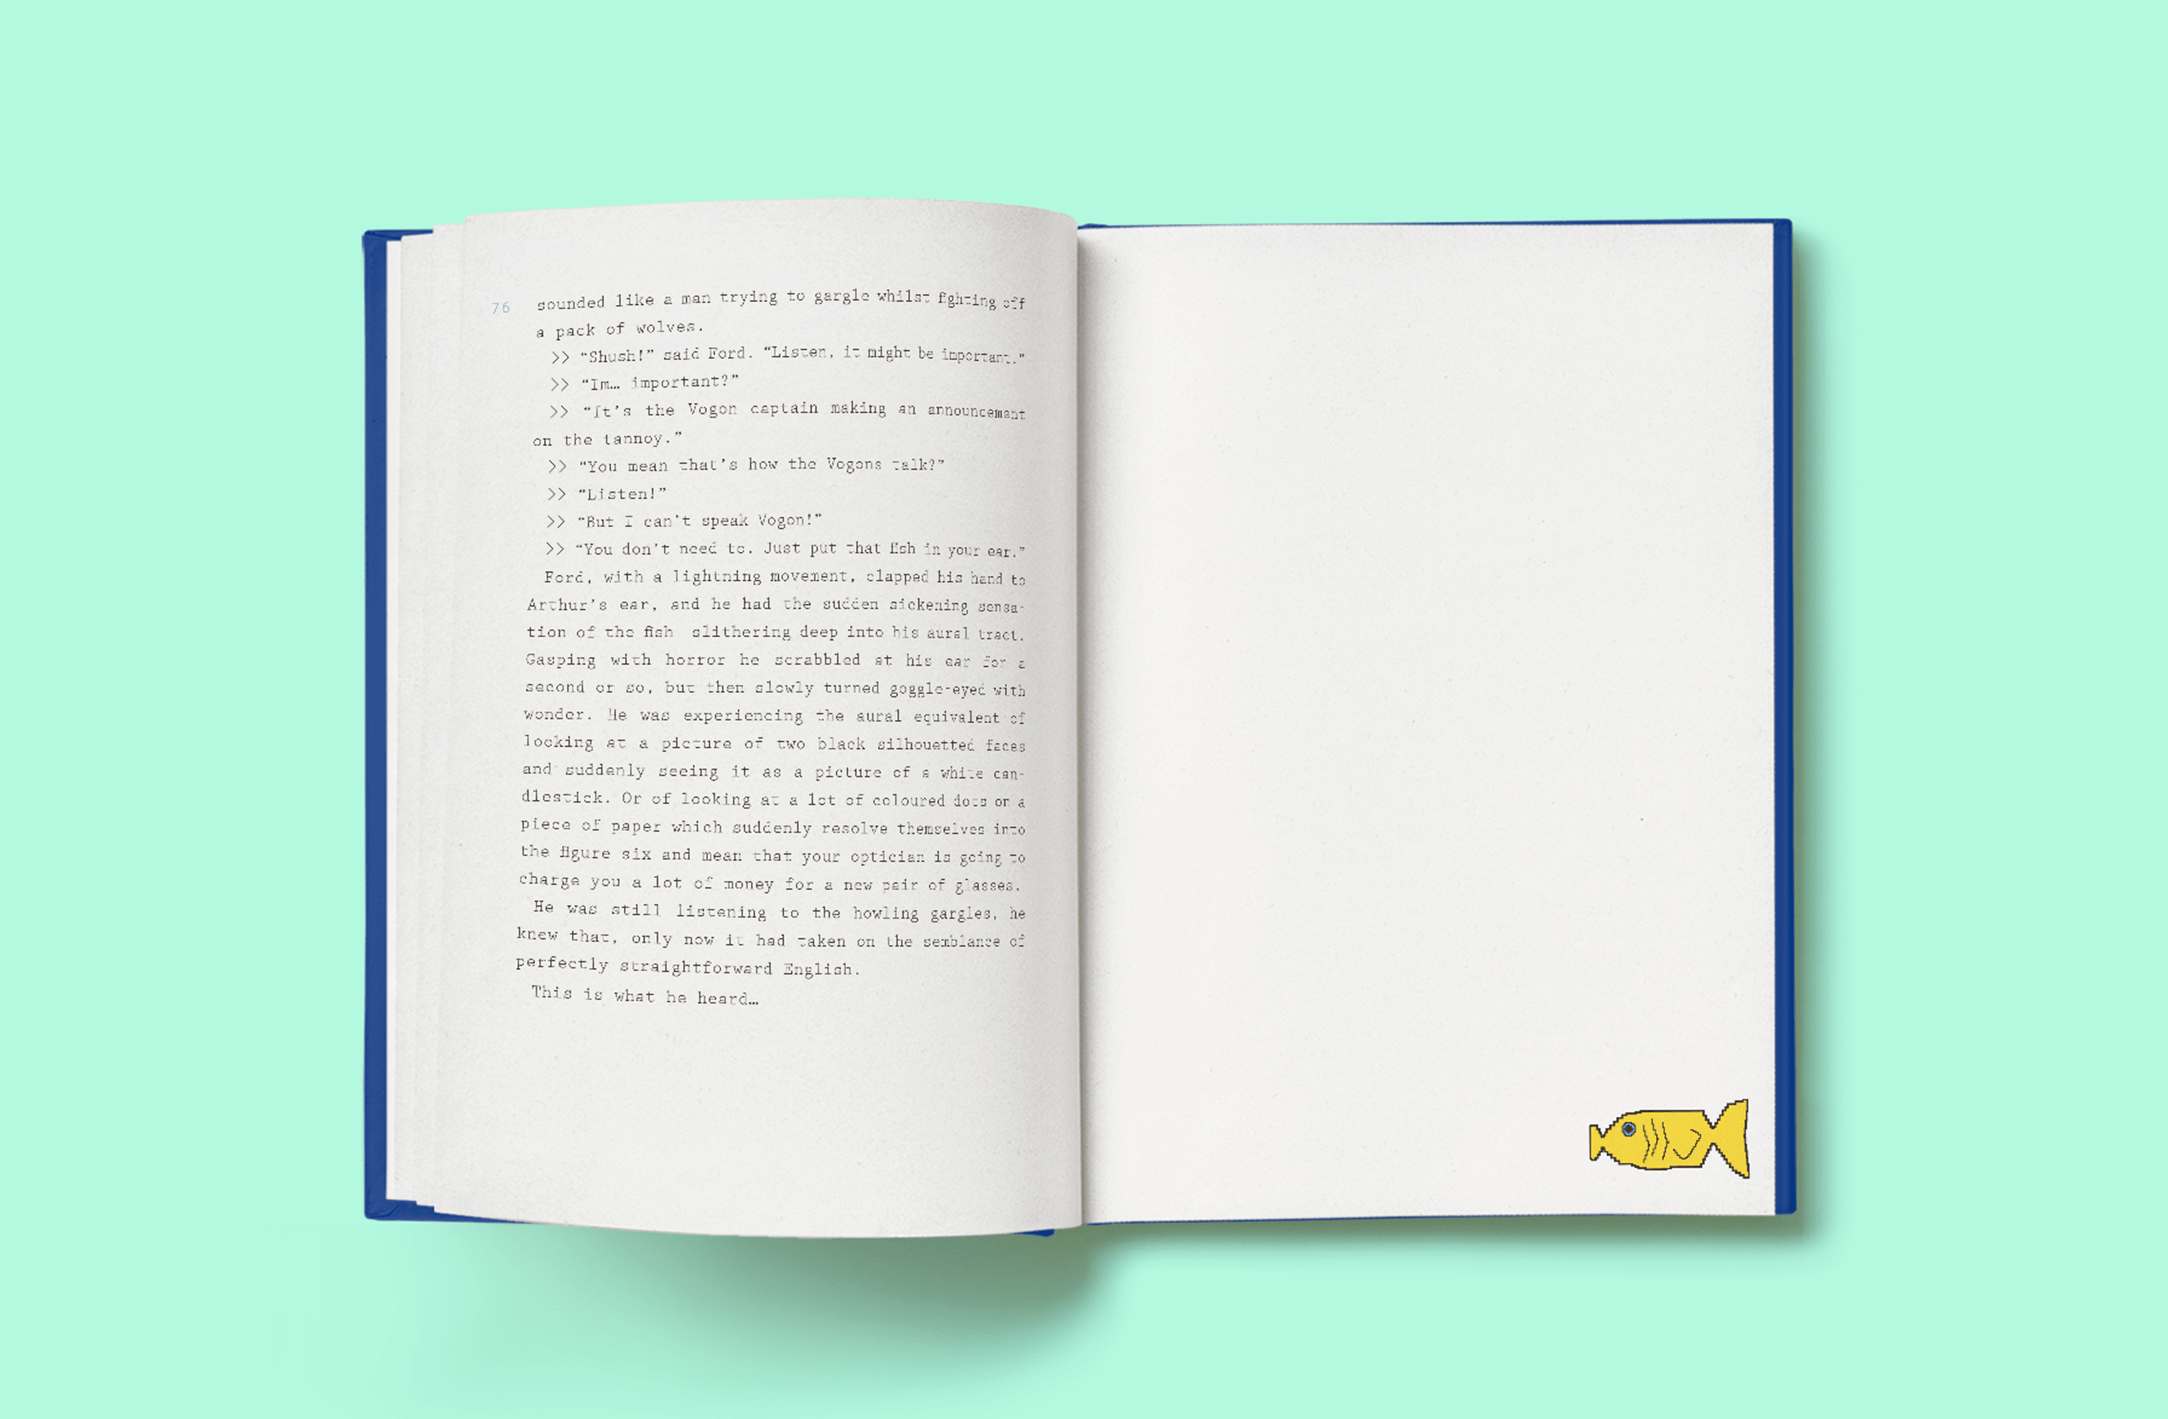 76
sounded like a man trying to gargle whilst fighting off
a pack of wolves.
>> “Shush!” said Ford. “Listen, it might be important.”
>> “Im… important?”
>> “It’s the Vogon captain making an announcement
on the tannoy.”
>> “You mean that’s how the Vogons talk?”
>> “Listen!”
>> “But I can’t speak Vogon!”
>> “You don’t need to. Just put that fish in your ear.”
Ford, with a lightning movement, clapped his hand to
Arthur’s ear, and he had the sudden sickening sensa-
tion of the fish slithering deep into his aural tract.
Gasping with horror he scrabbled at his ear for a
second or so, but then slowly turned goggle-eyed with
wonder. He was experiencing the aural equivalent of
looking at a picture of two black silhouetted faces
and suddenly seeing it as a picture of a white can-
dlestick. Or of looking at a lot of coloured dots on a
piece of paper which suddenly resolve themselves into
the figure six and mean that your optician is going to
charge you a lot of money for a new pair of glasses.
He was still listening to the howling gargles, he
knew that, only now it had taken on the semblance of
perfectly straightforward English.
This is what he heard…